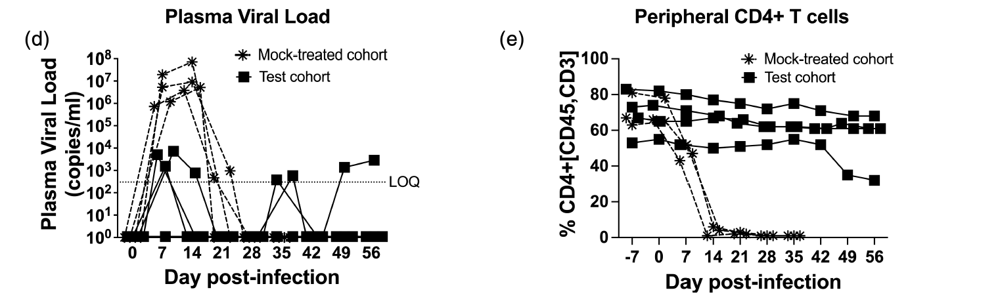 Plasma Viral Load
(d)
Plasma Viral Load
(copies/ml)
10⁸
10⁷
10⁶
10⁵
10⁴
10³
10²
10¹
10⁰
Mock-treated cohort
Test cohort
LOQ
0 7 14 21 28 35 42 49 56
Day post-infection
Peripheral CD4+ T cells
(e)
% CD4+[CD45,CD3]
100
80
60
40
20
0
Mock-treated cohort
Test cohort
-7 0 7 14 21 28 35 42 49 56
Day post-infection